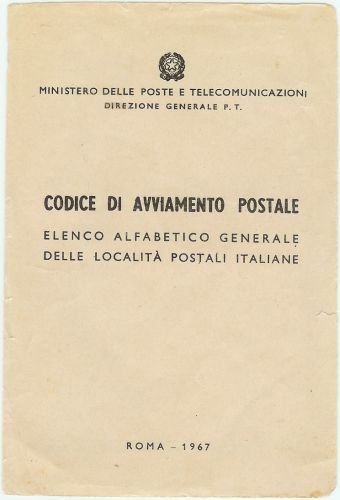 MINISTERO DELLE POSTE E TELECOMUNICAZIONI
DIREZIONE GENERALE P. T.
CODICE DI AVVIAMENTO POSTALE
ELENCO ALFABETICO GENERALE
DELLE LOCALITÀ POSTALI ITALIANE
ROMA – 1967